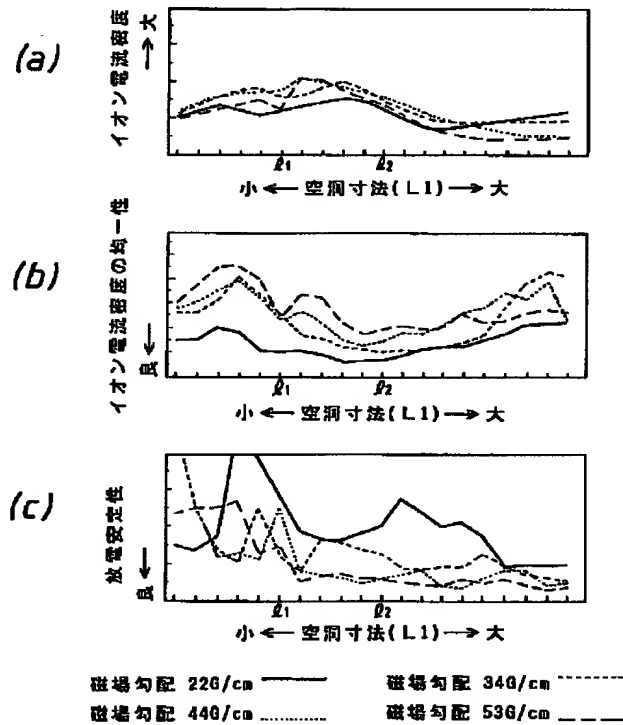 (a)
イオン電流密度
→大
ℓ1
ℓ2
小←空洞寸法(L1)→大
(b)
イオン電流密度の均一性
良←
ℓ1
ℓ2
小←空洞寸法(L1)→大
(c)
放電安定性
良←
ℓ1
ℓ2
小←空洞寸法(L1)→大
磁場勾配 22G/cm
磁場勾配 34G/cm
磁場勾配 44G/cm
磁場勾配 53G/cm